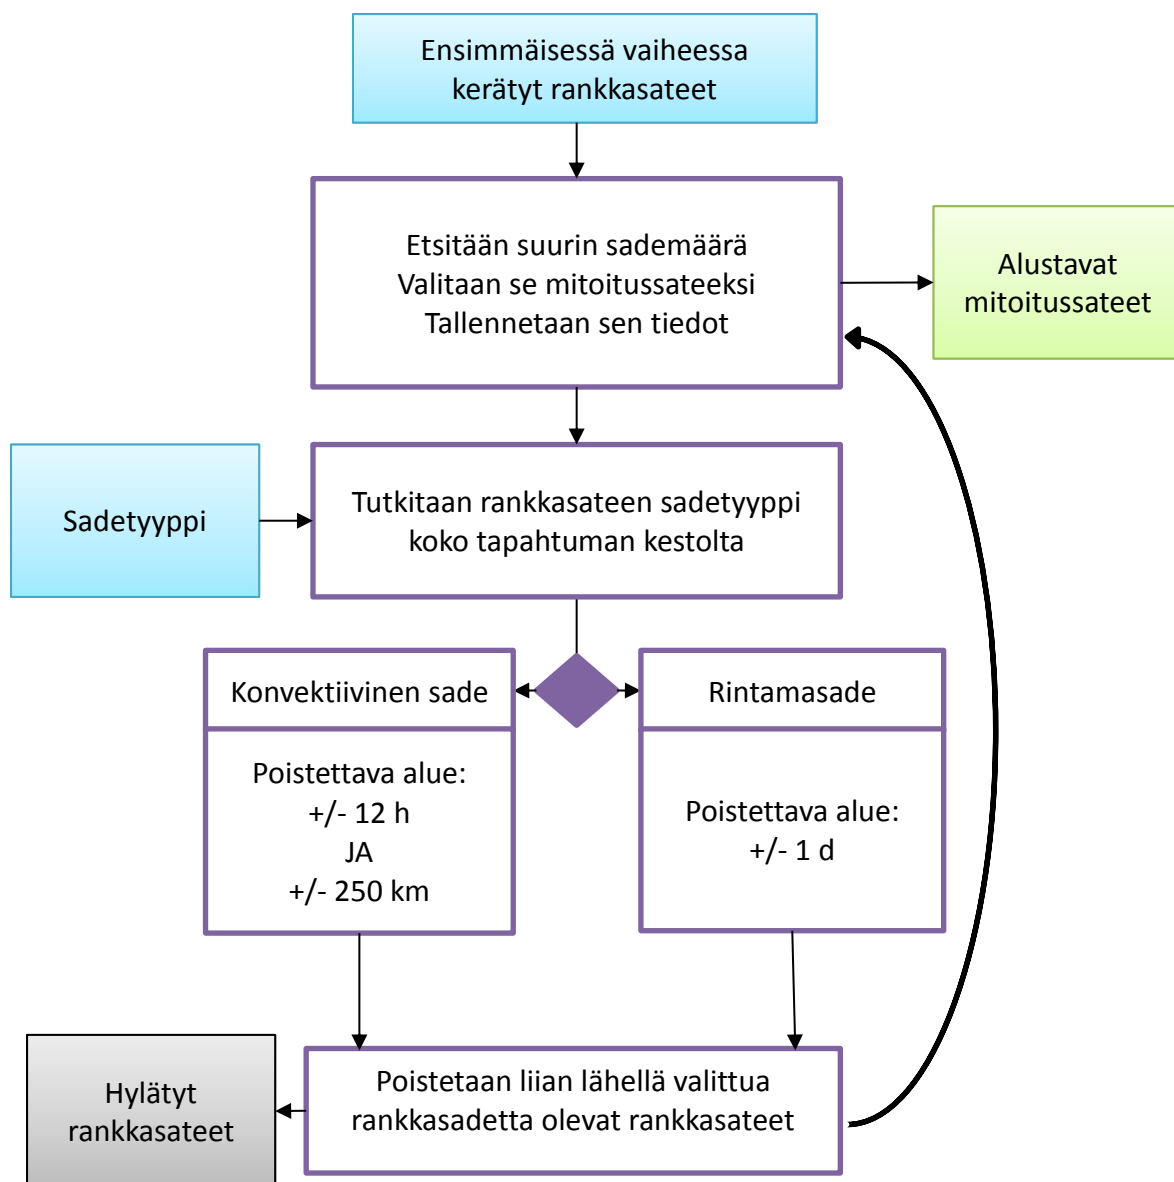 Ensimmäisessä vaiheessa
kerätyt rankkasateet
Etsitään suurin sademäärä
Valitaan se mitoitussateeksi
Tallennetaan sen tiedot
Alustavat
mitoitussateet
Sadetyyppi
Tutkitaan rankkasateen sadetyyppi
koko tapahtuman kestolta
Konvektiivinen sade
Poistettava alue:
+/- 12 h
JA
+/- 250 km
Rintamasade
Poistettava alue:
+/- 1 d
Poistetaan liian lähellä valittua
rankkasadetta olevat rankkasateet
Hylätyt
rankkasateet